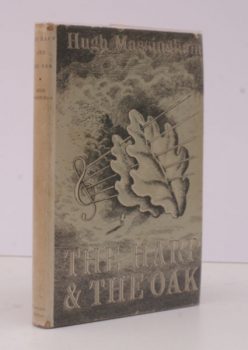 Hugh Massingham
THE HARP
& THE OAK